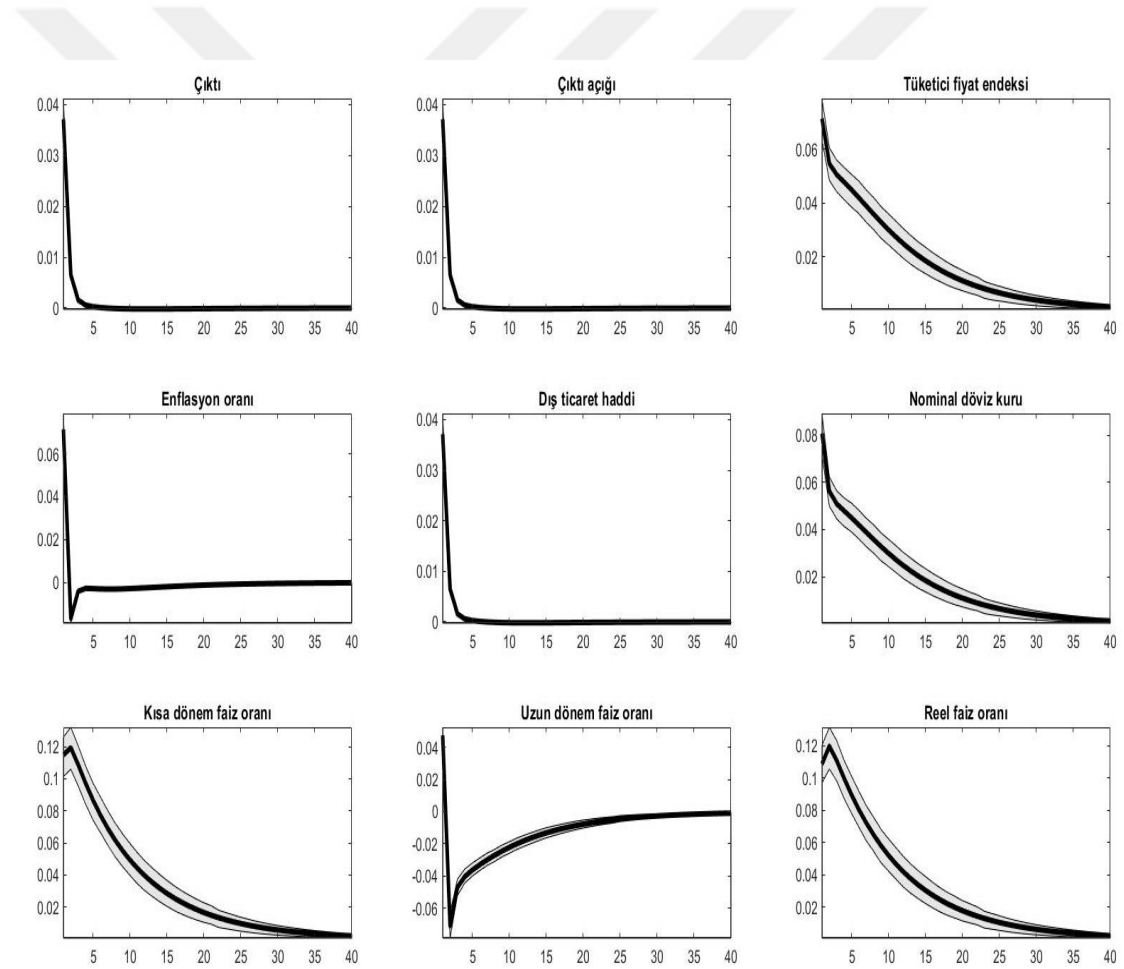 Çıktı
0.04
0.03
0.02
0.01
0
5 10 15 20 25 30 35 40
Çıktı açığı
0.04
0.03
0.02
0.01
0
5 10 15 20 25 30 35 40
Tüketici fiyat endeksi
0.06
0.04
0.02
5 10 15 20 25 30 35 40
Enflasyon oranı
0.06
0.04
0.02
0
5 10 15 20 25 30 35 40
Dış ticaret haddi
0.04
0.03
0.02
0.01
0
5 10 15 20 25 30 35 40
Nominal döviz kuru
0.08
0.06
0.04
0.02
5 10 15 20 25 30 35 40
Kısa dönem faiz oranı
0.12
0.1
0.08
0.06
0.04
0.02
5 10 15 20 25 30 35 40
Uzun dönem faiz oranı
0.04
0.02
0
-0.02
-0.04
-0.06
5 10 15 20 25 30 35 40
Reel faiz oranı
0.12
0.1
0.08
0.06
0.04
0.02
5 10 15 20 25 30 35 40